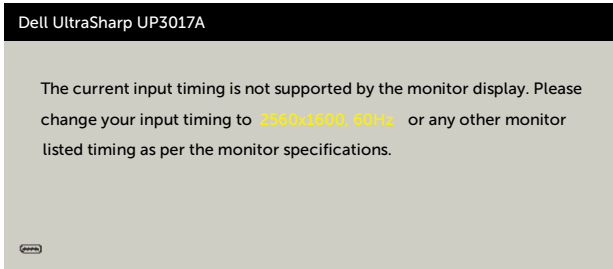 Dell UltraSharp UP3017A
The current input timing is not supported by the monitor display. Please
change your input timing to 2560x1600, 60Hz or any other monitor
listed timing as per the monitor specifications.